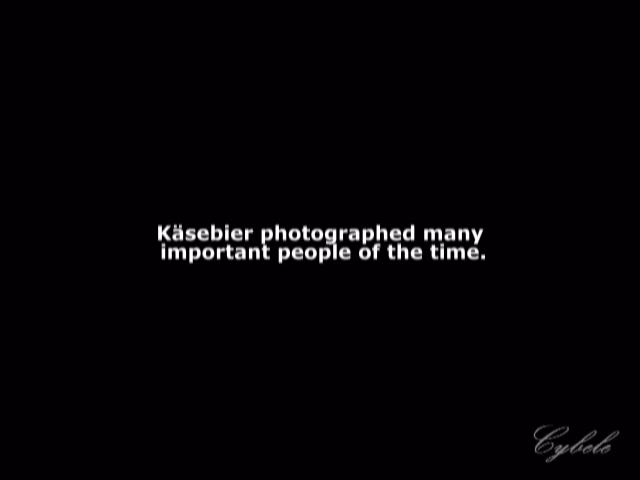 Käsebier photographed many
important people of the time.
Cybele